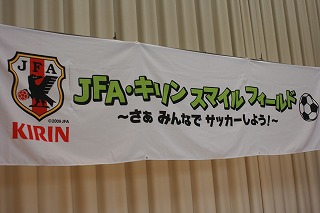 JFA
©2009 JFA
KIRIN
JFA・キリン スマイル フィールド
～さぁ みんなで サッカーしよう!～